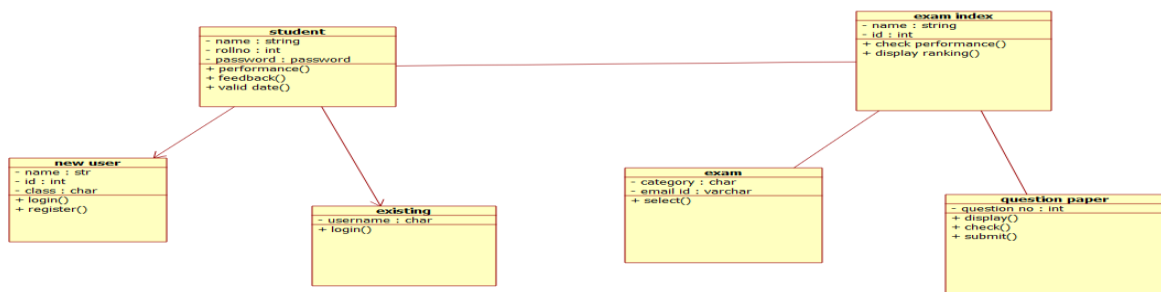 student
- name : string
- rollno : int
- password : password
+ performance()
+ feedback()
+ valid date()
exam index
- name : string
- id : int
+ check performance()
+ display ranking()
new user
- name : str
- id : int
- class : char
+ login()
+ register()
existing
- username : char
+ login()
exam
- category : char
- email id : varchar
+ select()
question paper
- question no : int
+ display()
+ check()
+ submit()